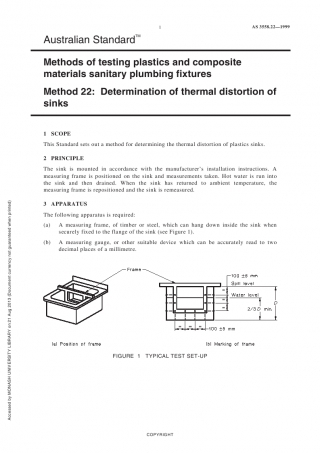 1
AS 3558.22—1999
Australian Standard™
Methods of testing plastics and composite
materials sanitary plumbing fixtures
Method 22: Determination of thermal distortion of
sinks
1 SCOPE
This Standard sets out a method for determining the thermal distortion of plastics sinks.
2 PRINCIPLE
The sink is mounted in accordance with the manufacturer's installation instructions. A
measuring frame is positioned on the sink and measurements taken. Hot water is run into
the sink and then drained. When the sink has returned to ambient temperature, the
measuring frame is repositioned and the sink is remeasured.
3 APPARATUS
The following apparatus is required:
(a) A measuring frame, of timber or steel, which can hang down inside the sink when
securely fixed to the flange of the sink (see Figure 1).
(b) A measuring gauge, or other suitable device which can be accurately read to two
decimal places of a millimetre.
Frame
100 ±5 mm
Spill level
Water level
2/3 D min.
D
100 ±5 mm
(a) Position of frame
(b) Marking of frame
FIGURE 1 TYPICAL TEST SET-UP
COPYRIGHT
Accessed by MONASH UNIVERSITY LIBRARY on 21 Aug 2012 (Document currency not guaranteed when printed)